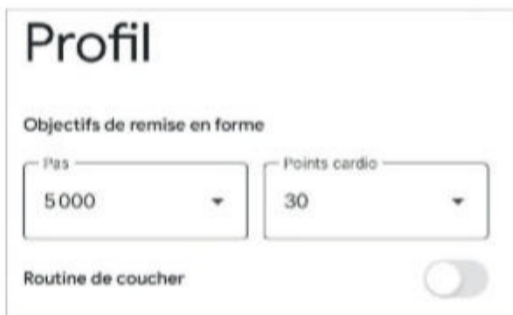 Profil
Objectifs de remise en forme
Pas
Points cardio
5 000
30
Routine de coucher